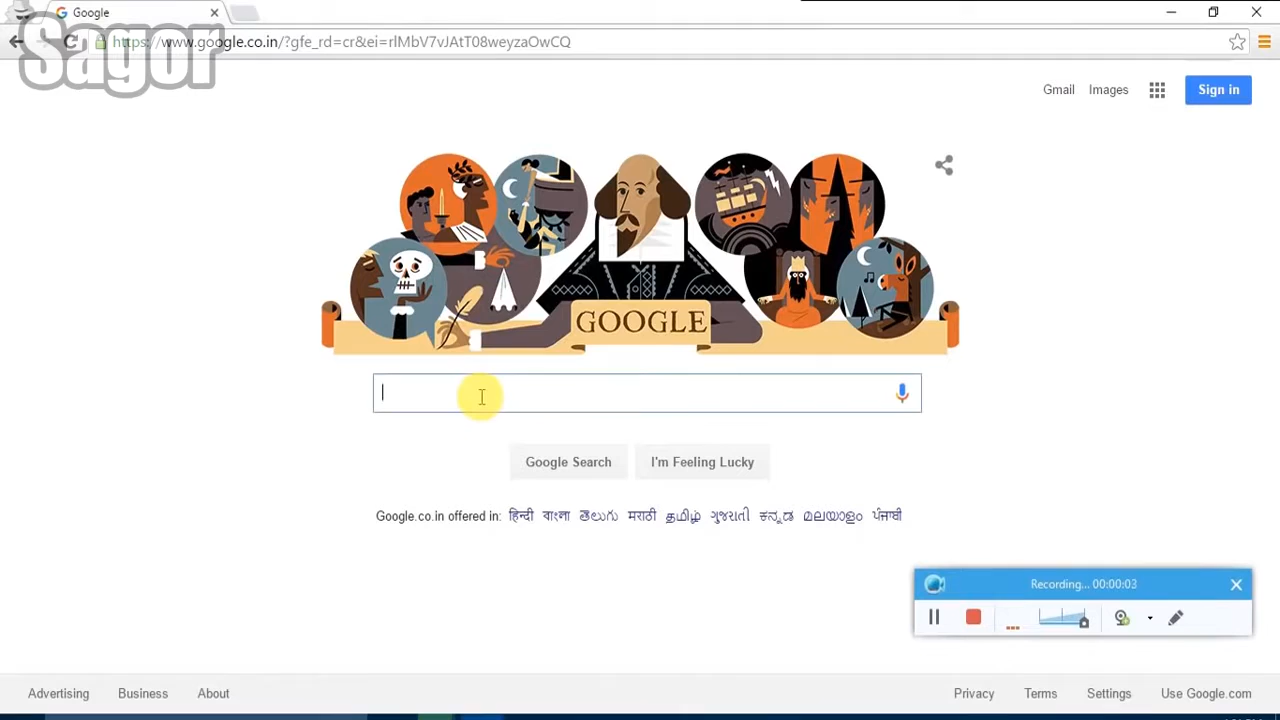 Google
Sagor
https://www.google.co.in/?gfe_rd=cr&ei=rlMbV7vJAtT08weyzaOwCQ
Gmail Images Sign in
GOOGLE
Google Search I'm Feeling Lucky
Google.co.in offered in: हिन्दी বাংলা తెలుగు मराठी தமிழ் ગુજરાતી ಕನ್ನಡ മലയാളം ਪੰਜਾਬੀ
Recording... 00:00:03
Advertising Business About Privacy Terms Settings Use Google.com